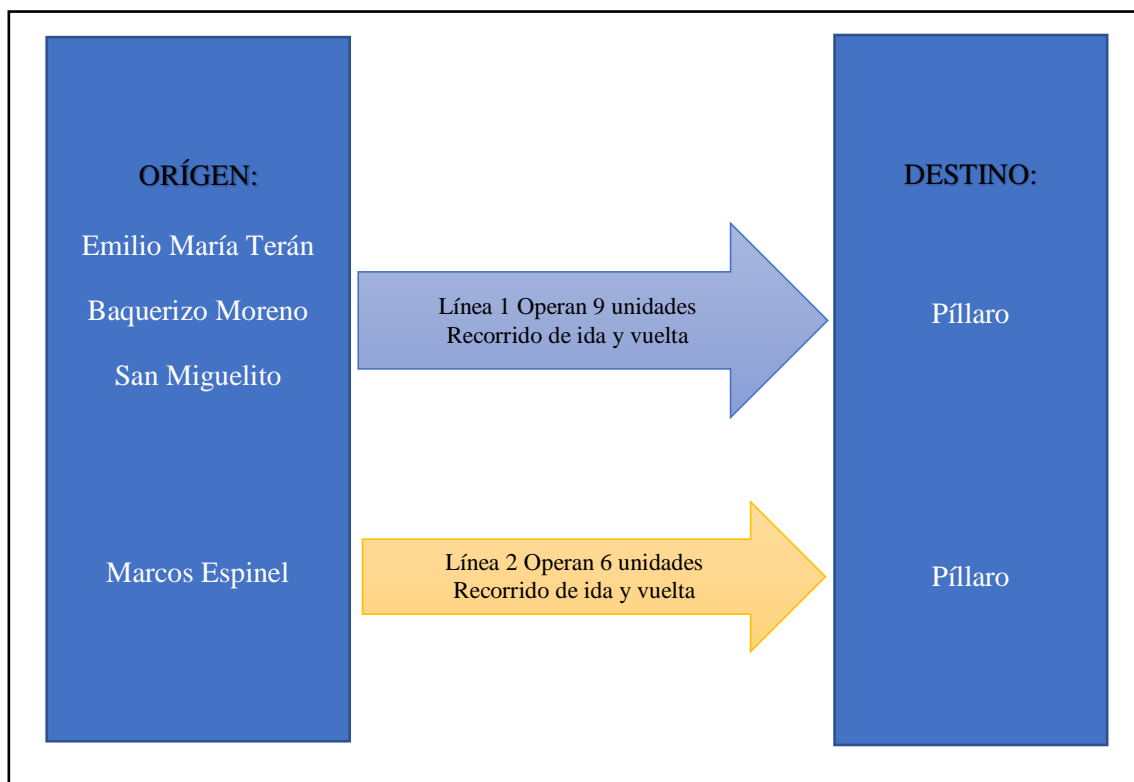 ORÍGEN:
Emilio María Terán
Baquerizo Moreno
San Miguelito
Marcos Espinel
Línea 1 Operan 9 unidades
Recorrido de ida y vuelta
Línea 2 Operan 6 unidades
Recorrido de ida y vuelta
DESTINO:
Píllaro
Píllaro